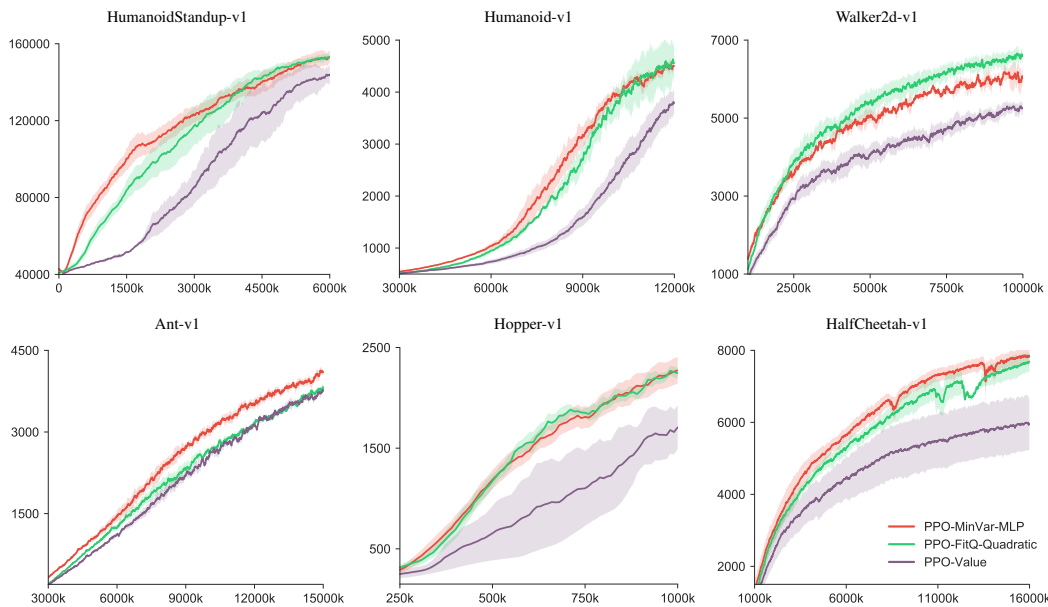 HumanoidStandup-v1
160000
120000
80000
40000
0 1500k 3000k 4500k 6000k
Humanoid-v1
5000
4000
3000
2000
1000
3000k 6000k 9000k 12000k
Walker2d-v1
7000
5000
3000
1000
2500k 5000k 7500k 10000k
Ant-v1
4500
3000
1500
3000k 6000k 9000k 12000k 15000k
Hopper-v1
2500
1500
500
250k 500k 750k 1000k
HalfCheetah-v1
8000
6000
4000
2000
1000k 6000k 11000k 16000k
PPO-MinVar-MLP
PPO-FitQ-Quadratic
PPO-Value